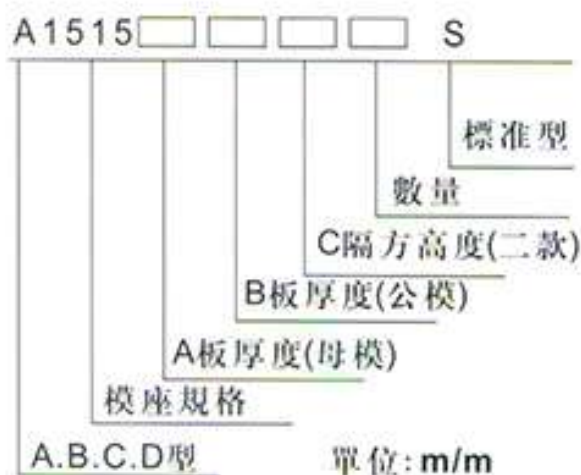 A1515 S
標准型
數量
C隔方高度(二款)
B板厚度(公模)
A板厚度(母模)
模座規格
A.B.C.D型
單位:m/m